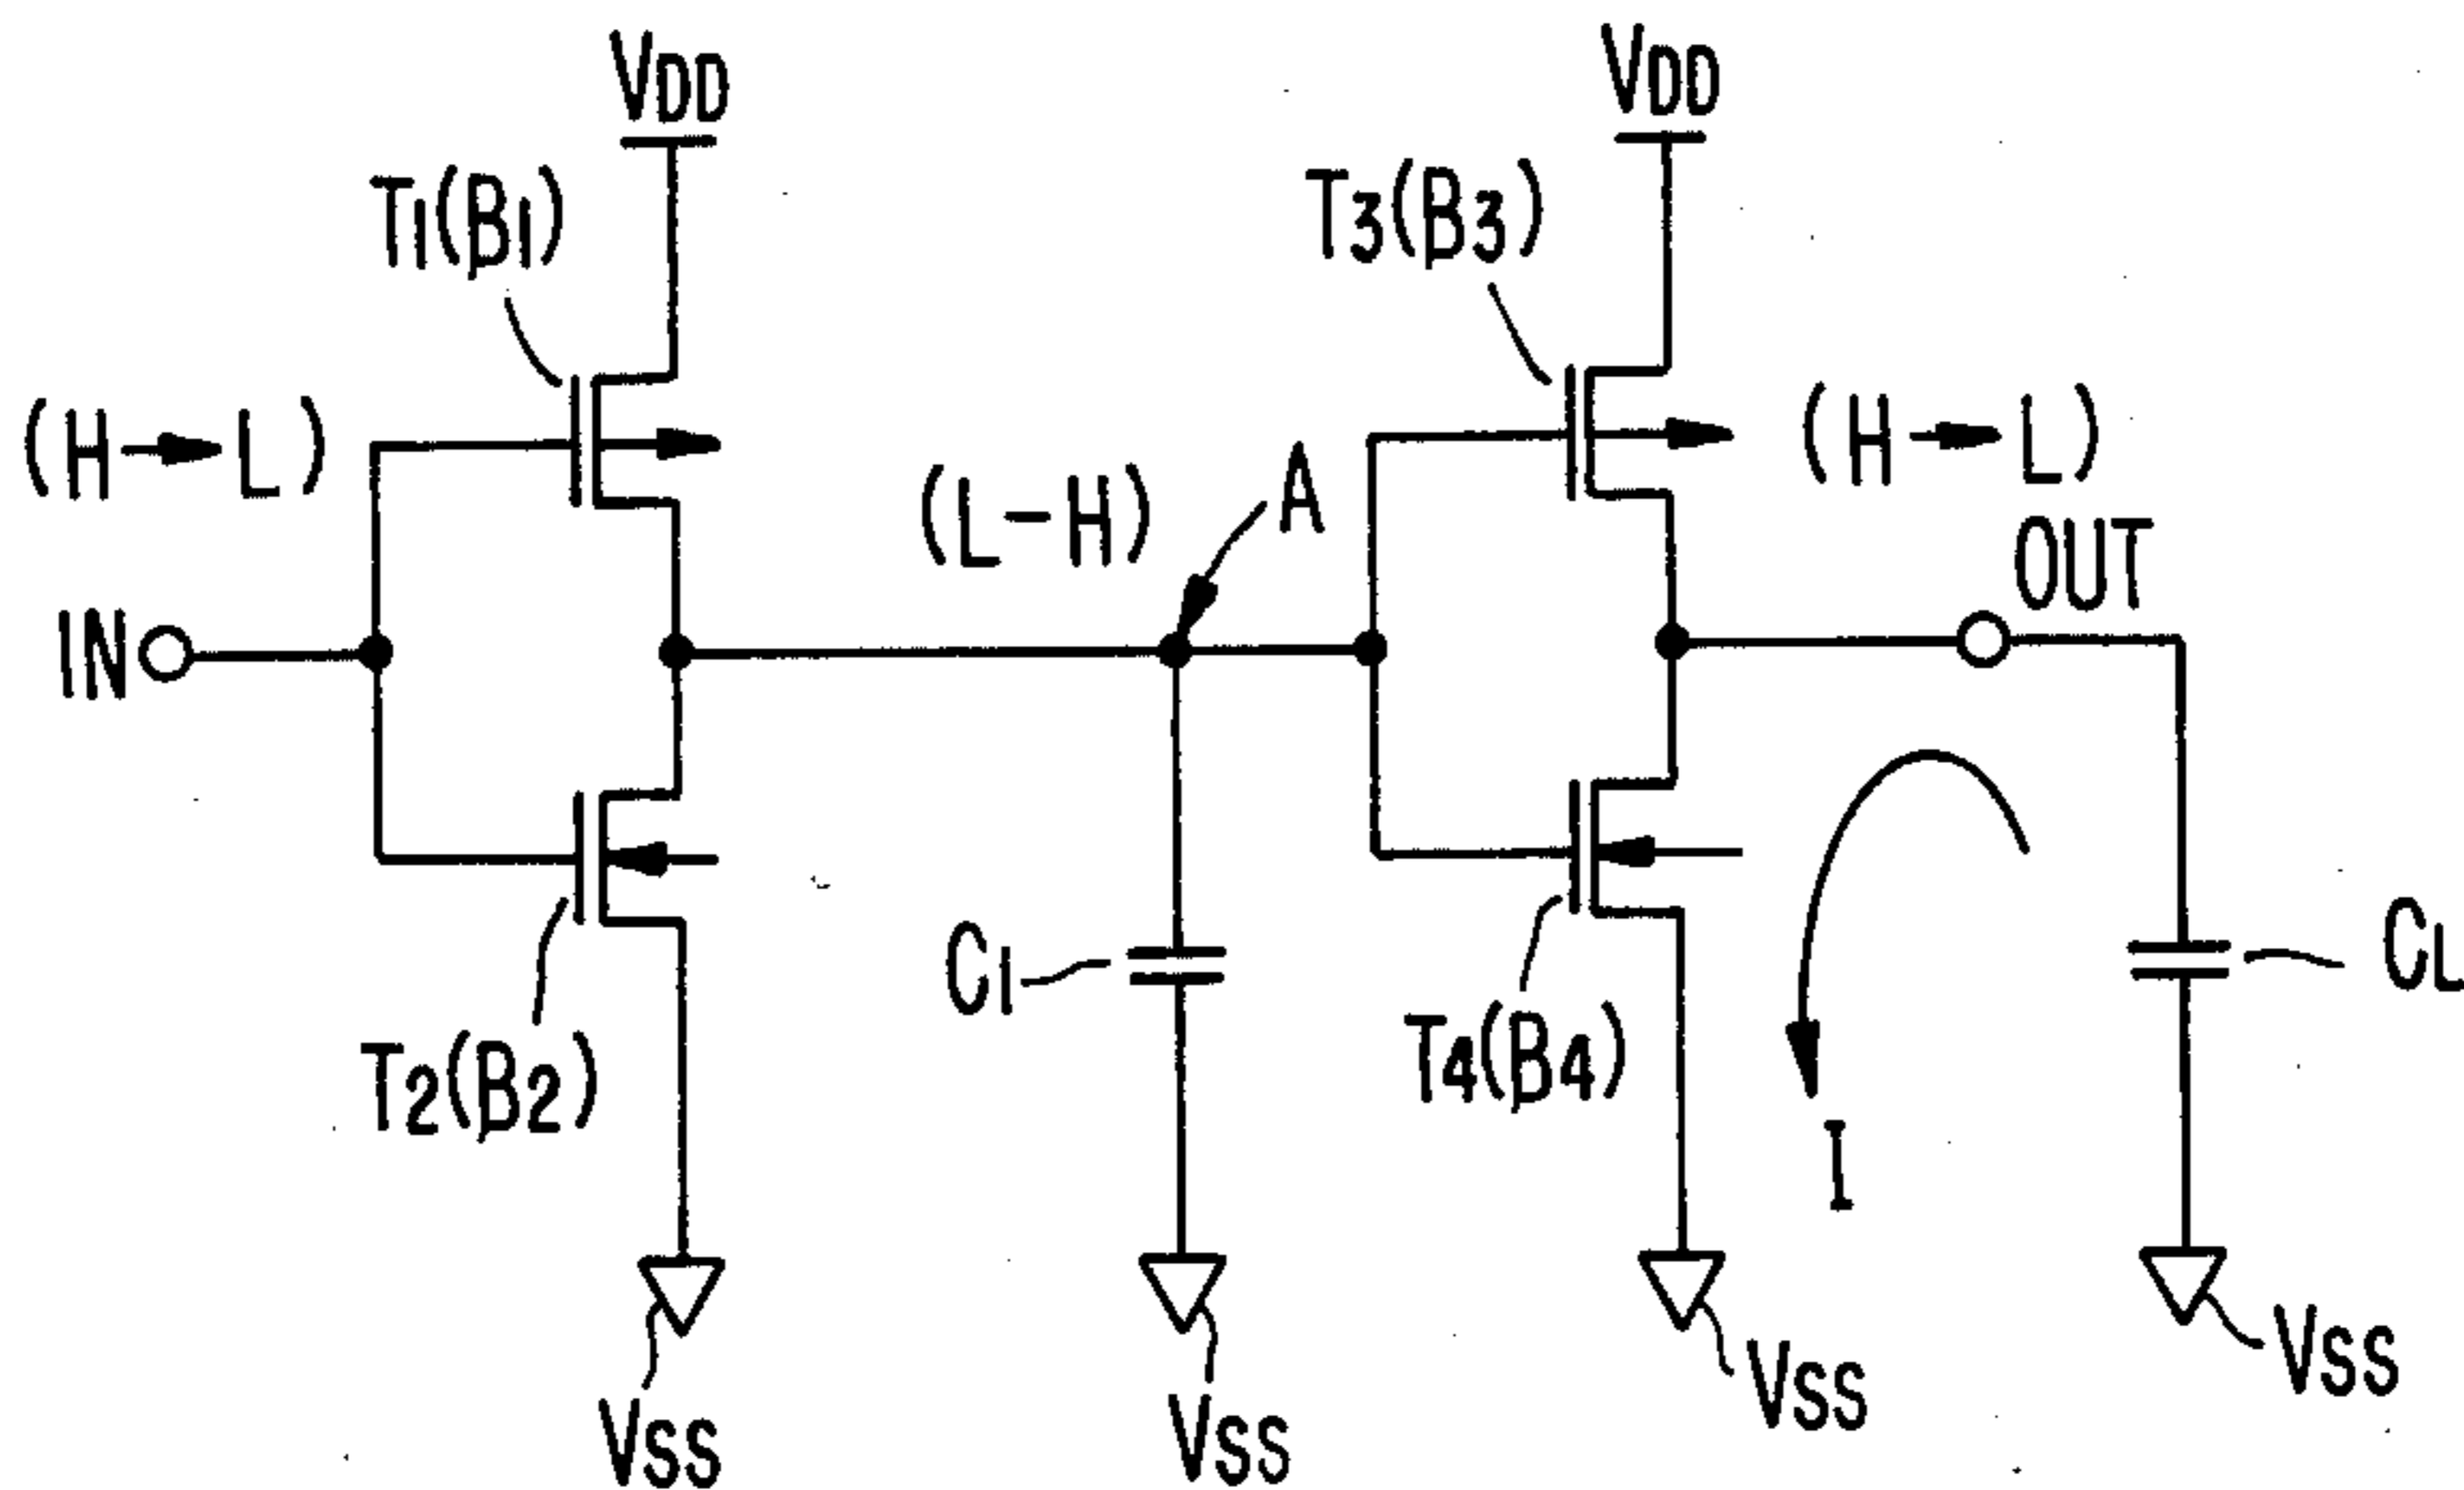 VDD
VDD
T1(β1)
T3(β3)
(H→L)
(H→L)
(L-H)
A
OUT
IN
C1
CL
T2(β2)
T4(β4)
I
VSS
VSS
VSS
VSS